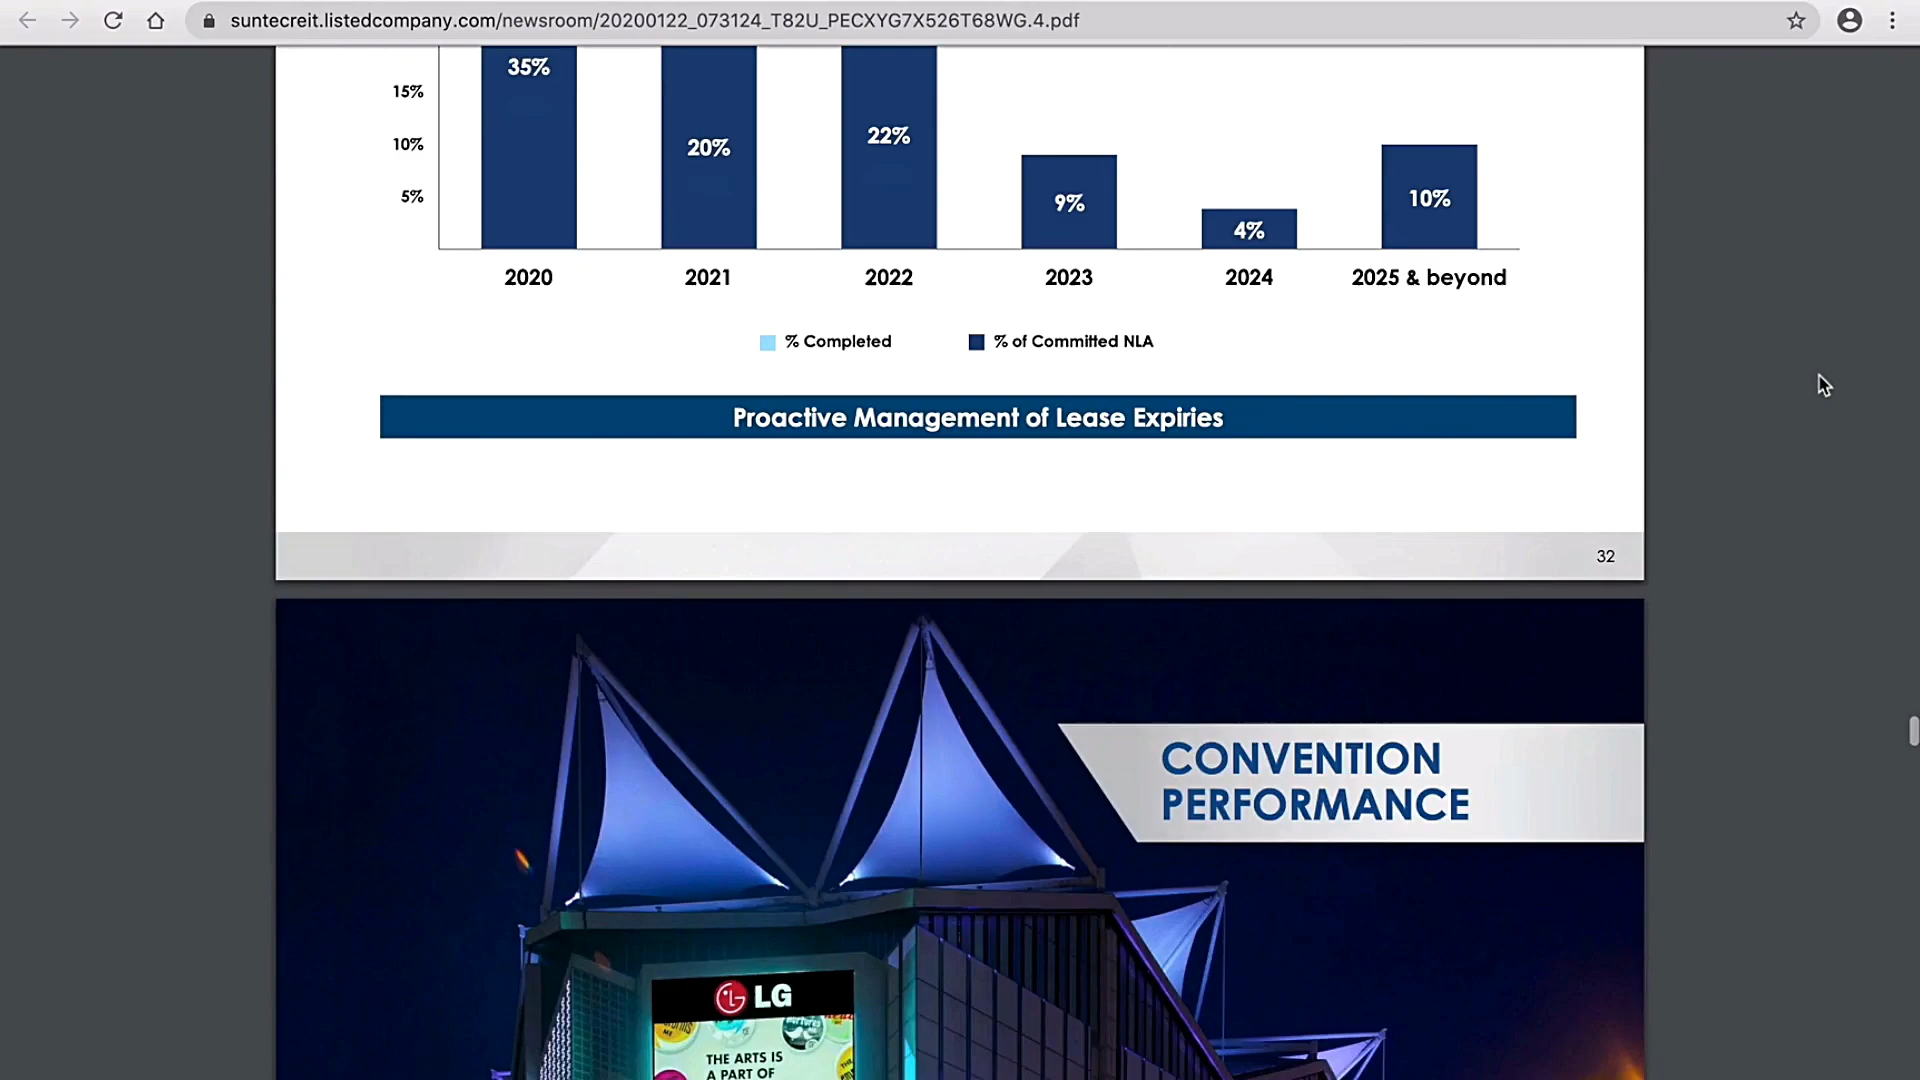 suntecreit.listedcompany.com/newsroom/20200122_073124_T82U_PECXYG7X526T68WG.4.pdf
35%
15%
20%
22%
10%
9%
10%
5%
4%
2020 2021 2022 2023 2024 2025 & beyond
% Completed % of Committed NLA
Proactive Management of Lease Expiries
32
CONVENTION
PERFORMANCE
LG
THE ARTS IS
A PART OF